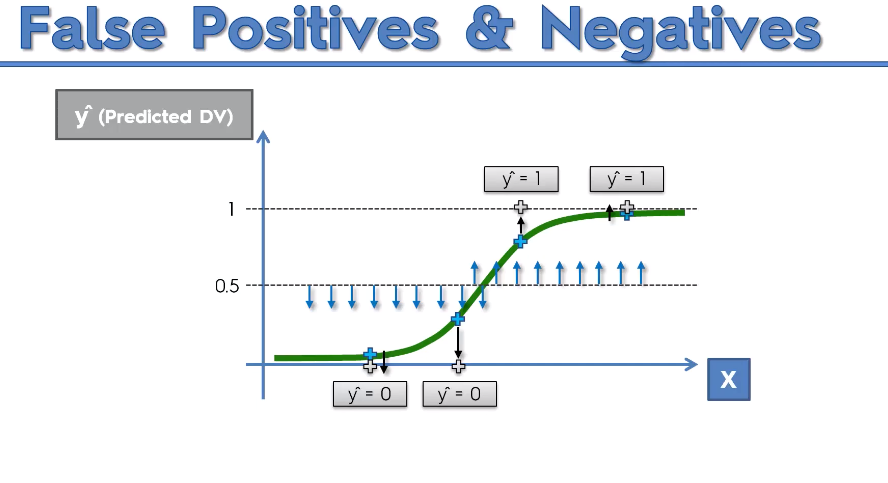 False Positives & Negatives
ŷ (Predicted DV)
ŷ = 1
ŷ = 1
1
0.5
ŷ = 0
ŷ = 0
X